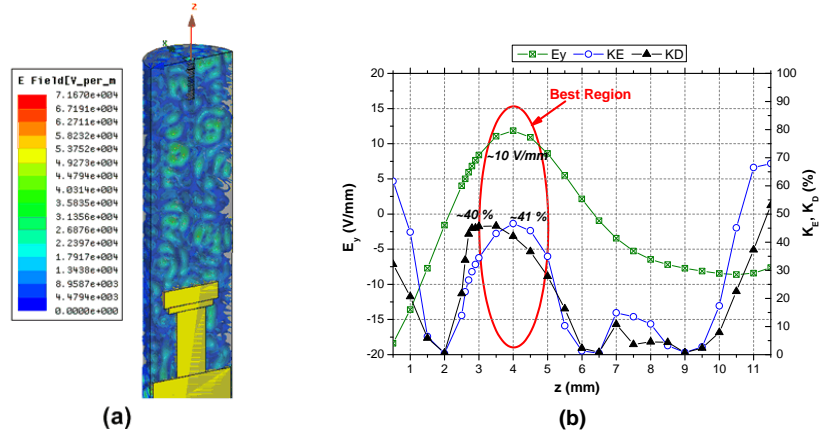 z
x
E Field[V_per_m
7.1670e+004
6.7191e+004
6.2711e+004
5.8232e+004
5.3752e+004
4.9273e+004
4.4794e+004
4.0314e+004
3.5835e+004
3.1356e+004
2.6876e+004
2.2397e+004
1.7917e+004
1.3438e+004
8.9587e+003
4.4794e+003
0.0000e+000
(a)
Ey KE KD
Best Region
~10 V/mm
~40 %
~41 %
20
15
10
5
0
-5
-10
-15
-20
E_y (V/mm)
100
90
80
70
60
50
40
30
20
10
0
K_E, K_D (%)
1 2 3 4 5 6 7 8 9 10 11
z (mm)
(b)